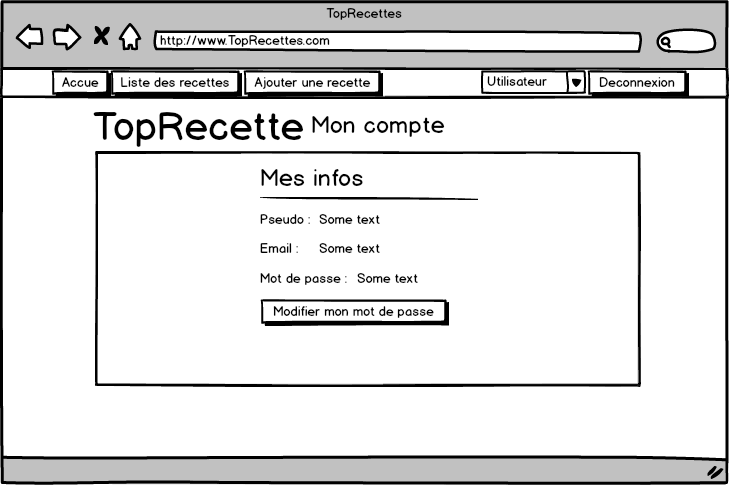 TopRecettes
http://www.TopRecettes.com
Accue Liste des recettes Ajouter une recette Utilisateur Deconnexion
TopRecette Mon compte
Mes infos
Pseudo : Some text
Email : Some text
Mot de passe : Some text
Modifier mon mot de passe